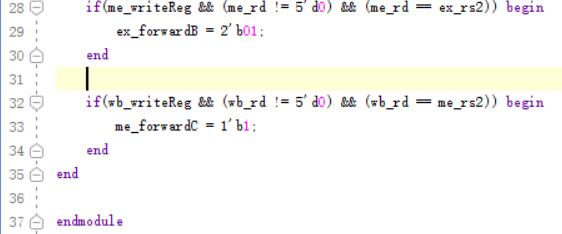 28 if(me_writeReg && (me_rd != 5'd0) && (me_rd == ex_rs2)) begin
29 ex_forwardB = 2'b01;
30 end
31
32 if(wb_writeReg && (wb_rd != 5'd0) && (wb_rd == me_rs2)) begin
33 me_forwardC = 1'b1;
34 end
35 end
36
37 endmodule